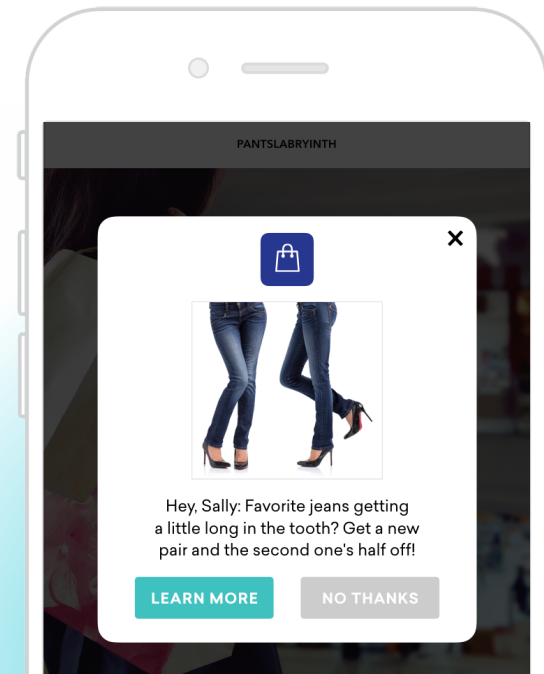 PANTSLABRYINTH
Hey, Sally: Favorite jeans getting
a little long in the tooth? Get a new
pair and the second one's half off!
LEARN MORE
NO THANKS